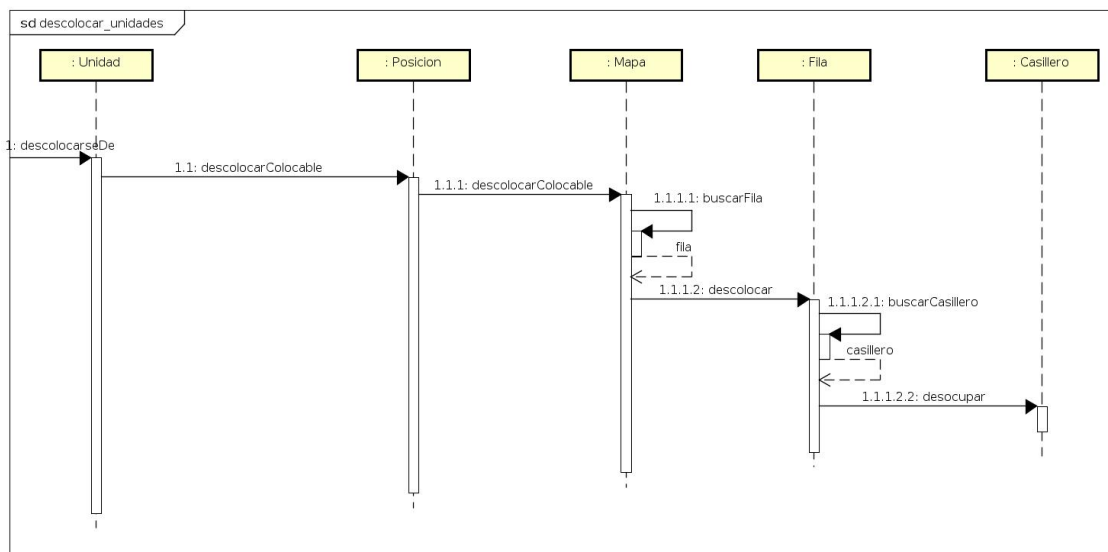 sd descolocar_unidades
: Unidad
: Posicion
: Mapa
: Fila
: Casillero
1: descolocarseDe
1.1: descolocarColocable
1.1.1: descolocarColocable
1.1.1.1: buscarFila
fila
1.1.1.2: descolocar
1.1.1.2.1: buscarCasillero
casillero
1.1.1.2.2: desocupar